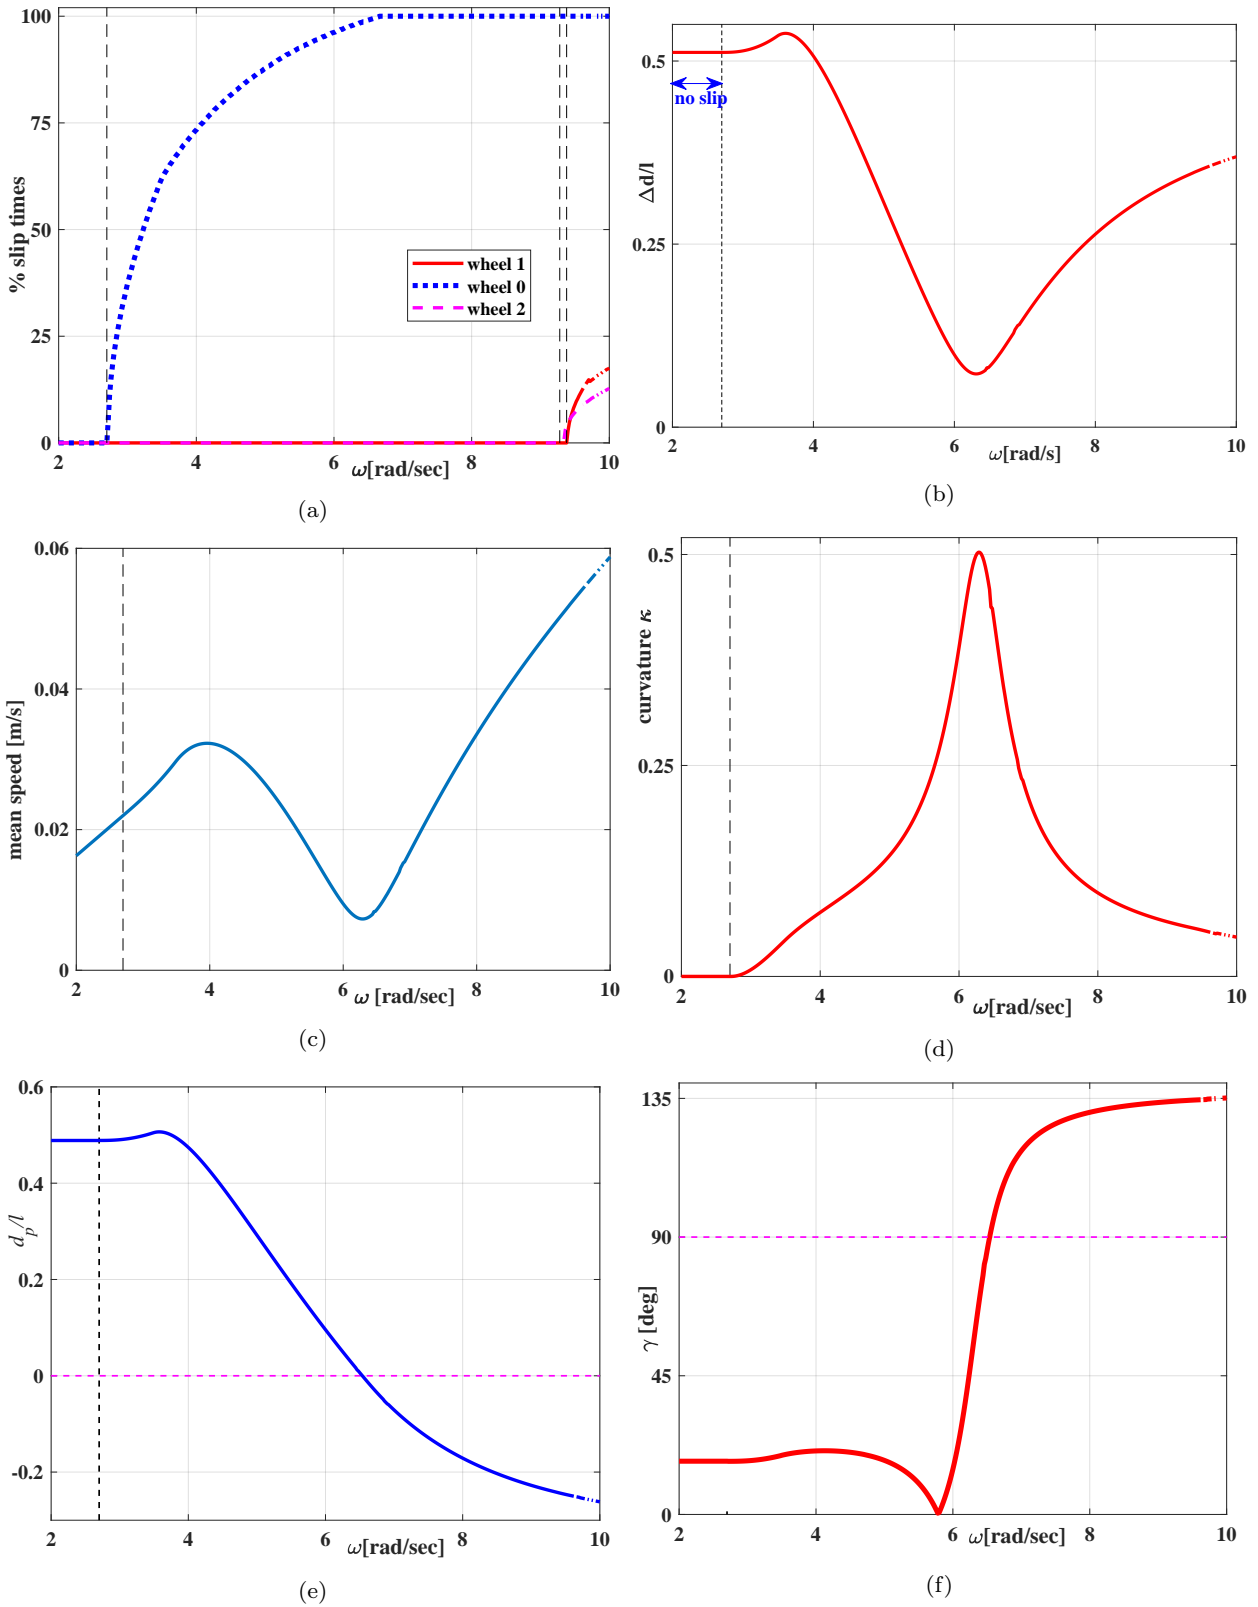 100
75
50
25
0
% slip times
wheel 1
wheel 0
wheel 2
2 4 6 8 10
ω[rad/sec]
(a)
0.5
0.25
0
Δd/l
no slip
2 4 6 8 10
ω[rad/s]
(b)
0.06
0.04
0.02
0
mean speed [m/s]
2 4 6 8 10
ω [rad/sec]
(c)
0.5
0.25
0
curvature κ
2 4 6 8 10
ω[rad/sec]
(d)
0.6
0.4
0.2
0
-0.2
d_p/l
2 4 6 8 10
ω[rad/sec]
(e)
135
90
45
0
γ [deg]
2 4 6 8 10
ω[rad/sec]
(f)